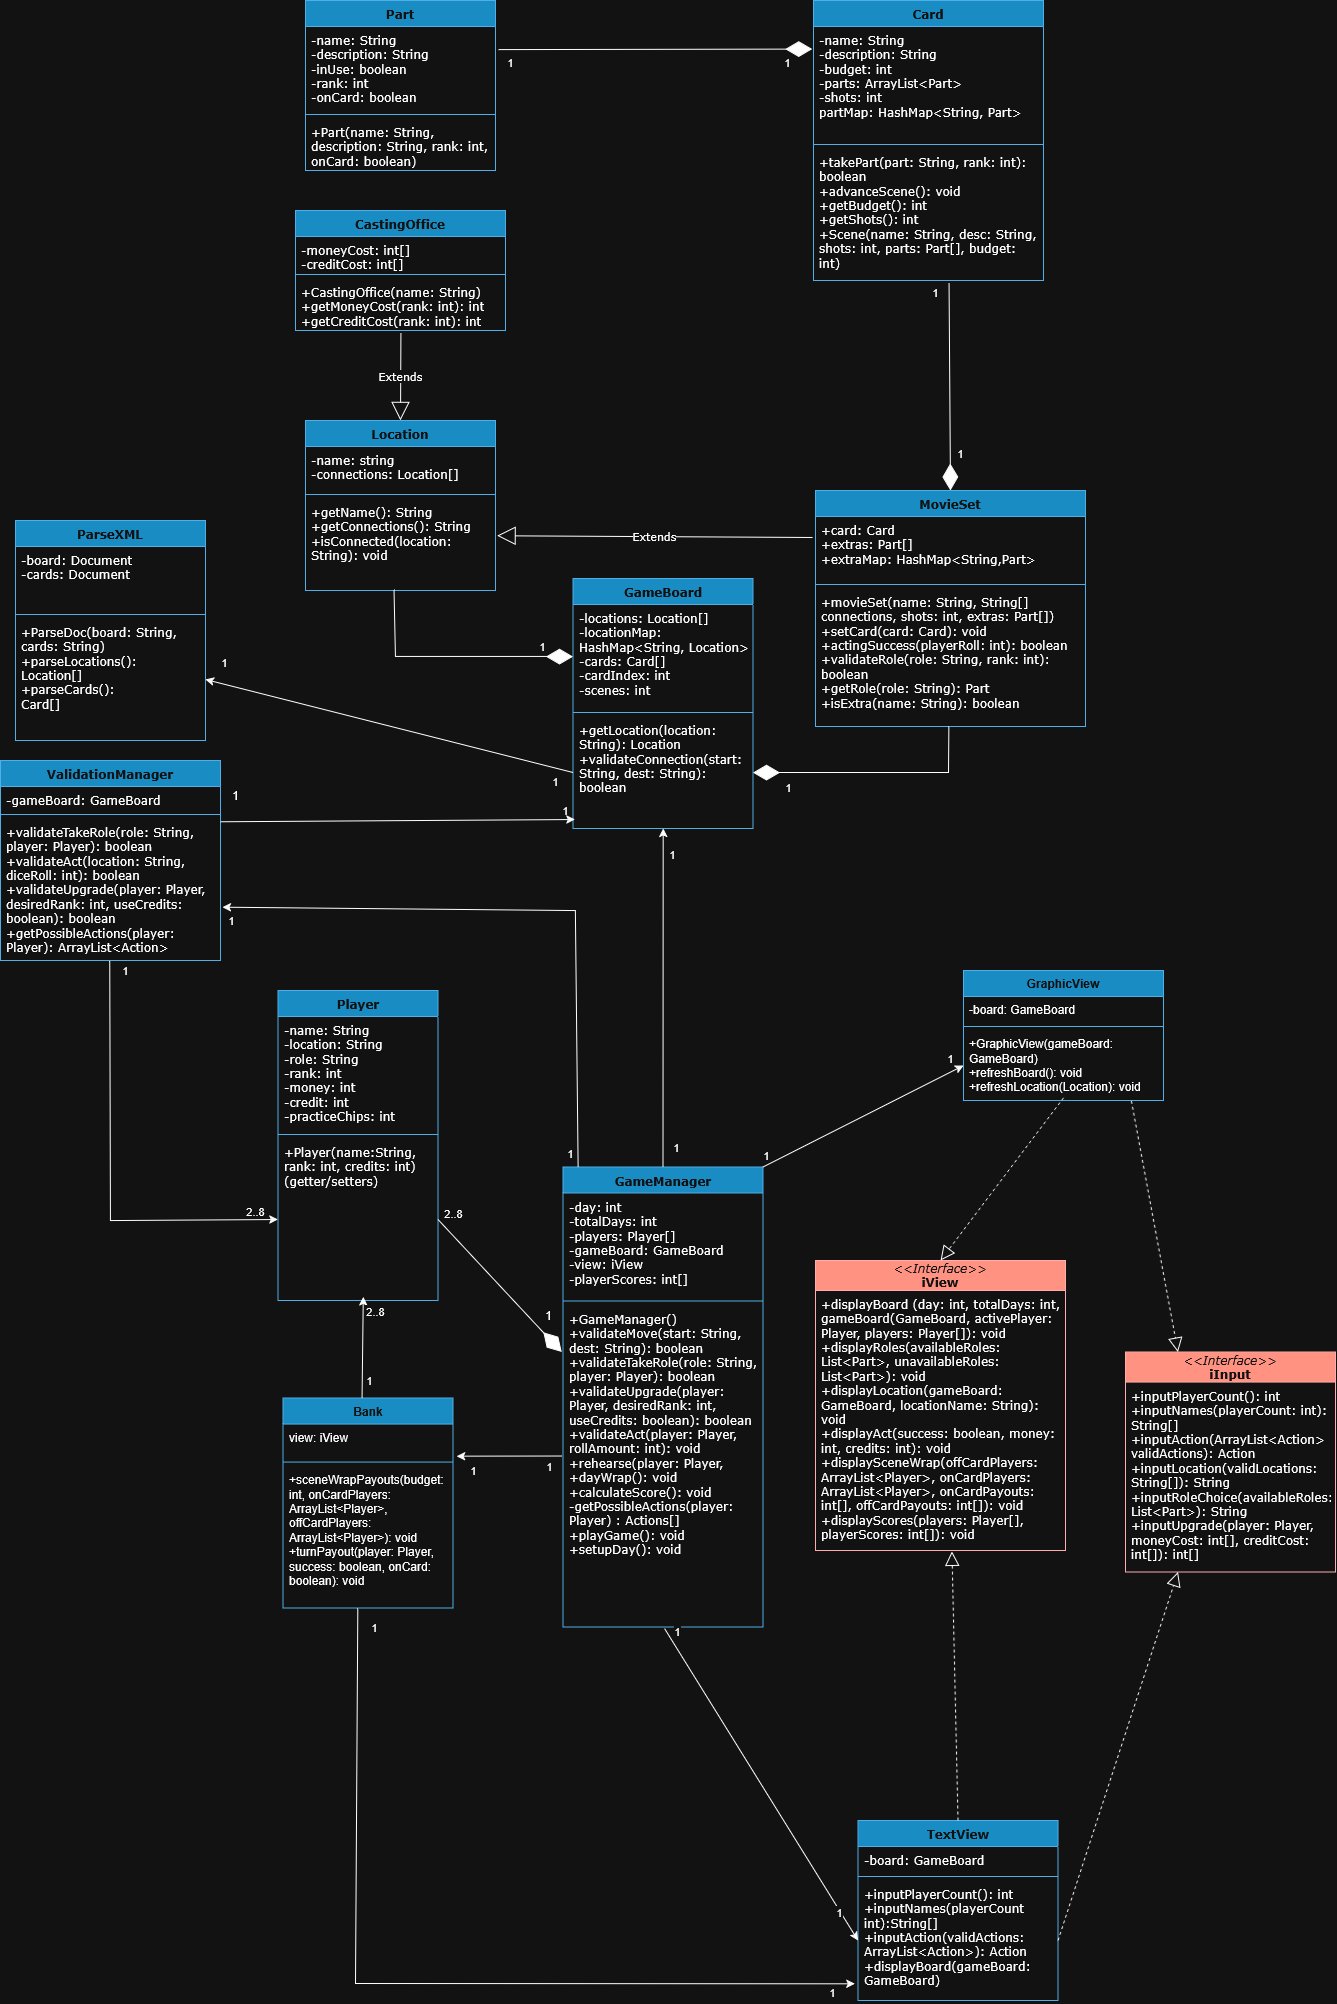 Part
-name: String
-description: String
-inUse: boolean
-rank: int
-onCard: boolean
+Part(name: String,
description: String, rank: int,
onCard: boolean)
1
1
Card
-name: String
-description: String
-budget: int
-parts: ArrayList<Part>
-shots: int
partMap: HashMap<String, Part>
+takePart(part: String, rank: int):
boolean
+advanceScene(): void
+getBudget(): int
+getShots(): int
+Scene(name: String, desc: String,
shots: int, parts: Part[], budget:
int)
1
1
CastingOffice
-moneyCost: int[]
-creditCost: int[]
+CastingOffice(name: String)
+getMoneyCost(rank: int): int
+getCreditCost(rank: int): int
Extends
Location
-name: string
-connections: Location[]
+getName(): String
+getConnections(): String
+isConnected(location:
String): void
Extends
MovieSet
+card: Card
+extras: Part[]
+extraMap: HashMap<String,Part>
+movieSet(name: String, String[]
connections, shots: int, extras: Part[])
+setCard(card: Card): void
+actingSuccess(playerRoll: int): boolean
+validateRole(role: String, rank: int):
boolean
+getRole(role: String): Part
+isExtra(name: String): boolean
ParseXML
-board: Document
-cards: Document
+ParseDoc(board: String,
cards: String)
+parseLocations():
Location[]
+parseCards():
Card[]
1
1
1
GameBoard
-locations: Location[]
-locationMap:
HashMap<String, Location>
-cards: Card[]
-cardIndex: int
-scenes: int
+getLocation(location:
String): Location
+validateConnection(start:
String, dest: String):
boolean
1
ValidationManager
-gameBoard: GameBoard
+validateTakeRole(role: String,
player: Player): boolean
+validateAct(location: String,
diceRoll: int): boolean
+validateUpgrade(player: Player,
desiredRank: int, useCredits:
boolean): boolean
+getPossibleActions(player:
Player): ArrayList<Action>
1
1
1
1
1
Player
-name: String
-location: String
-role: String
-rank: int
-money: int
-credit: int
-practiceChips: int
+Player(name:String,
rank: int, credits: int)
(getter/setters)
2..8
2..8
2..8
GraphicView
-board: GameBoard
+GraphicView(gameBoard:
GameBoard)
+refreshBoard(): void
+refreshLocation(Location): void
1
1
1
1
1
GameManager
-day: int
-totalDays: int
-players: Player[]
-gameBoard: GameBoard
-view: iView
-playerScores: int[]
+GameManager()
+validateMove(start: String,
dest: String): boolean
+validateTakeRole(role: String,
player: Player): boolean
+validateUpgrade(player:
Player, desiredRank: int,
useCredits: boolean): boolean
+validateAct(player: Player,
rollAmount: int): void
+rehearse(player: Player,
+dayWrap(): void
+calculateScore(): void
-getPossibleActions(player:
Player) : Actions[]
+playGame(): void
+setupDay(): void
<<Interface>>
iView
+displayBoard (day: int, totalDays: int,
gameBoard(GameBoard, activePlayer:
Player, players: Player[]): void
+displayRoles(availableRoles:
List<Part>, unavailableRoles:
List<Part>): void
+displayLocation(gameBoard:
GameBoard, locationName: String):
void
+displayAct(success: boolean, money:
int, credits: int): void
+displaySceneWrap(offCardPlayers:
ArrayList<Player>, onCardPlayers:
ArrayList<Player>, onCardPayouts:
int[], offCardPayouts: int[]): void
+displayScores(players: Player[],
playerScores: int[]): void
<<Interface>>
iInput
+inputPlayerCount(): int
+inputNames(playerCount: int):
String[]
+inputAction(ArrayList<Action>
validActions): Action
+inputLocation(validLocations:
String[]): String
+inputRoleChoice(availableRoles:
List<Part>): String
+inputUpgrade(player: Player,
moneyCost: int[], creditCost:
int[]): int[]
1
Bank
view: iView
+sceneWrapPayouts(budget:
int, onCardPlayers:
ArrayList<Player>,
offCardPlayers:
ArrayList<Player>): void
+turnPayout(player: Player,
success: boolean, onCard:
boolean): void
1
1
1
1
TextView
-board: GameBoard
+inputPlayerCount(): int
+inputNames(playerCount
int):String[]
+inputAction(validActions:
ArrayList<Action>): Action
+displayBoard(gameBoard:
GameBoard)
1
1